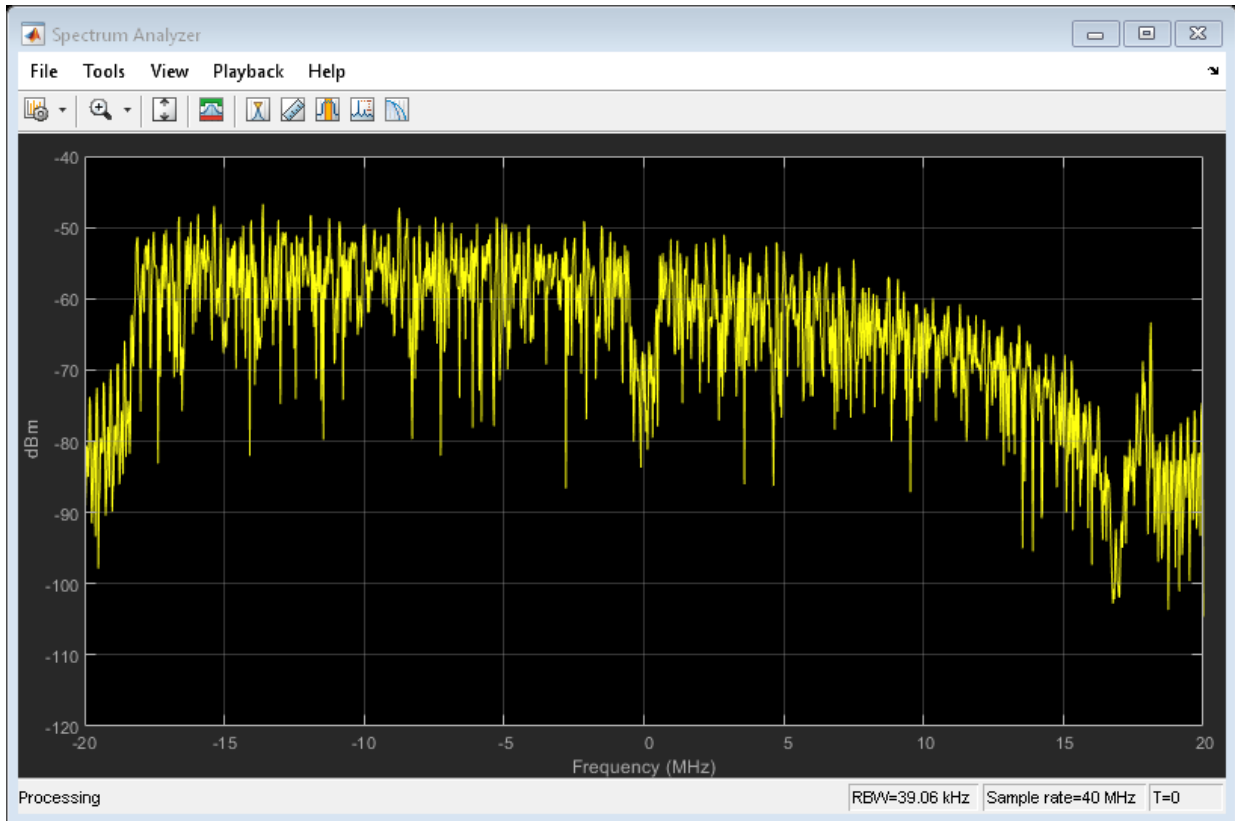 Spectrum Analyzer
File Tools View Playback Help
-40
-50
-60
-70
-80
-90
-100
-110
-120
dBm
-20 -15 -10 -5 0 5 10 15 20
Frequency (MHz)
Processing RBW=39.06 kHz Sample rate=40 MHz T=0